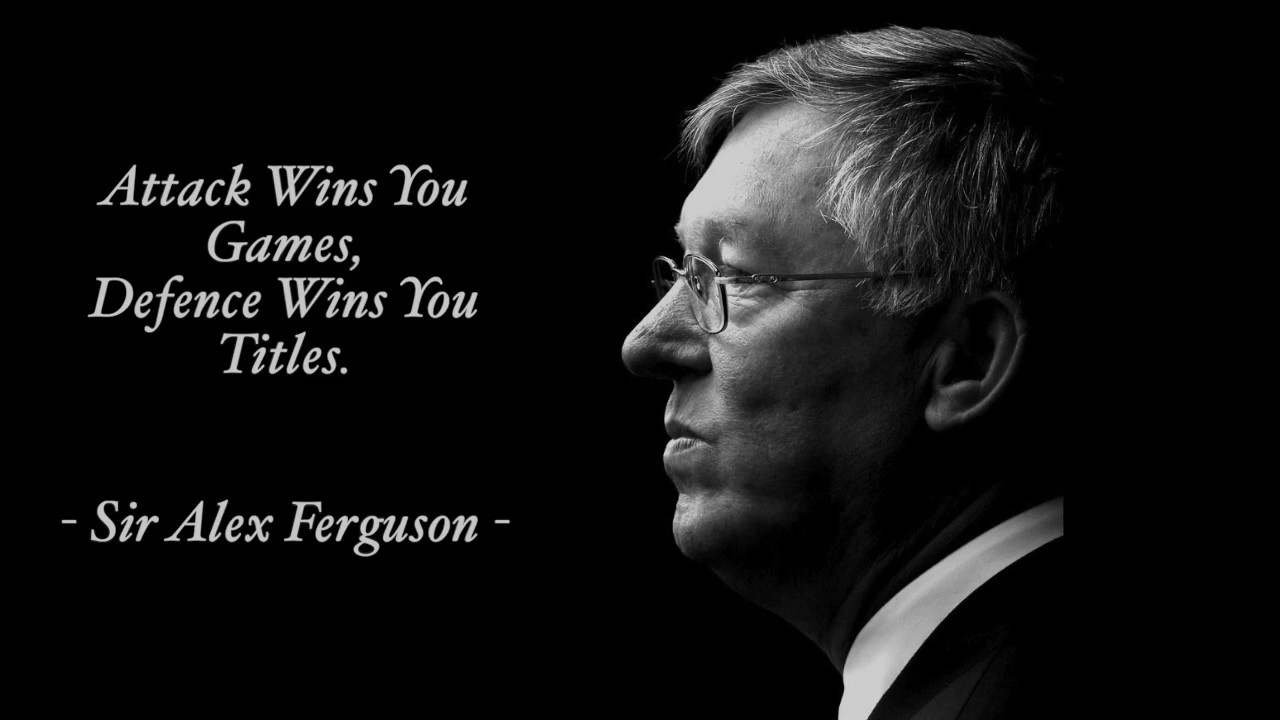 Attack Wins You
Games,
Defence Wins You
Titles.
- Sir Alex Ferguson -